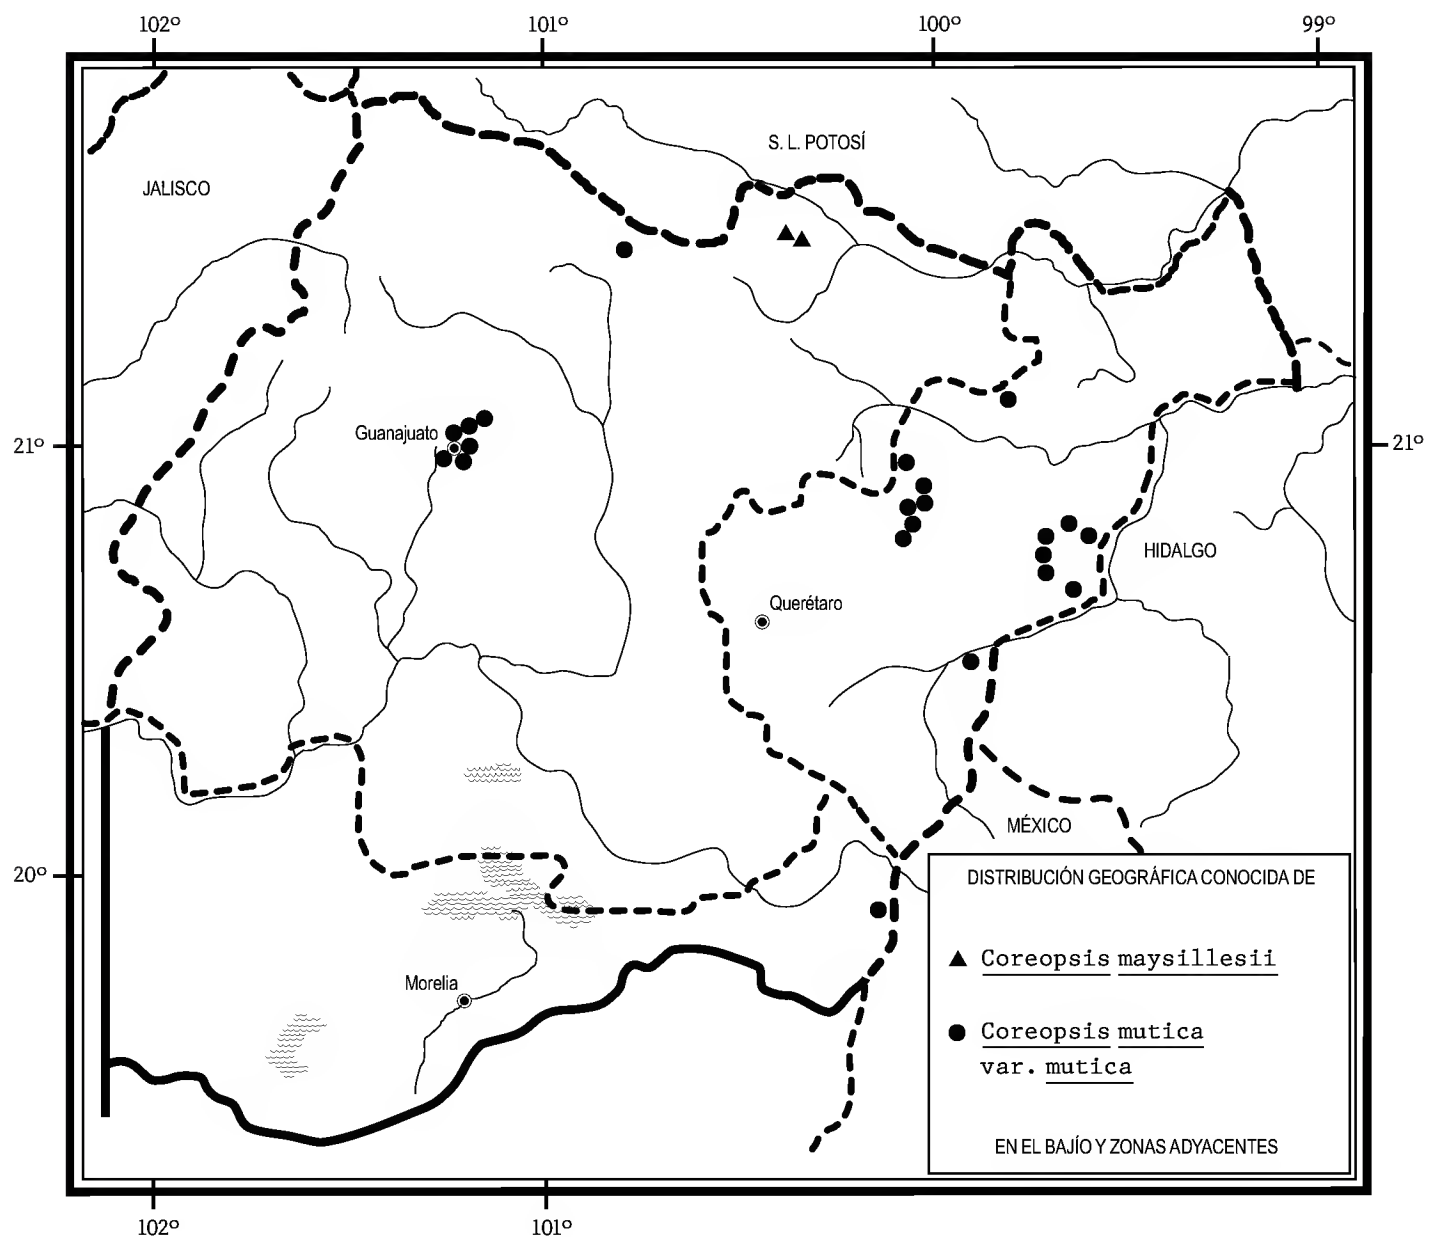 102º 101º 100º 99º
S. L. POTOSÍ
JALISCO
Guanajuato
21º 21º
HIDALGO
Querétaro
MÉXICO
20º
DISTRIBUCIÓN GEOGRÁFICA CONOCIDA DE
Coreopsis maysillesii
Morelia
Coreopsis mutica
var. mutica
EN EL BAJÍO Y ZONAS ADYACENTES
102º 101º